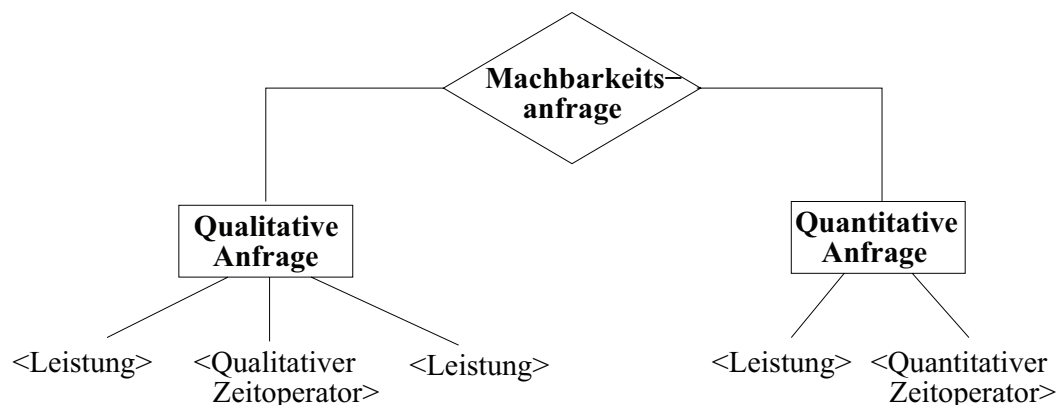 Machbarkeits-
anfrage
Qualitative
Anfrage
Quantitative
Anfrage
<Leistung>
<Qualitativer
Zeitoperator>
<Leistung>
<Leistung>
<Quantitativer
Zeitoperator>